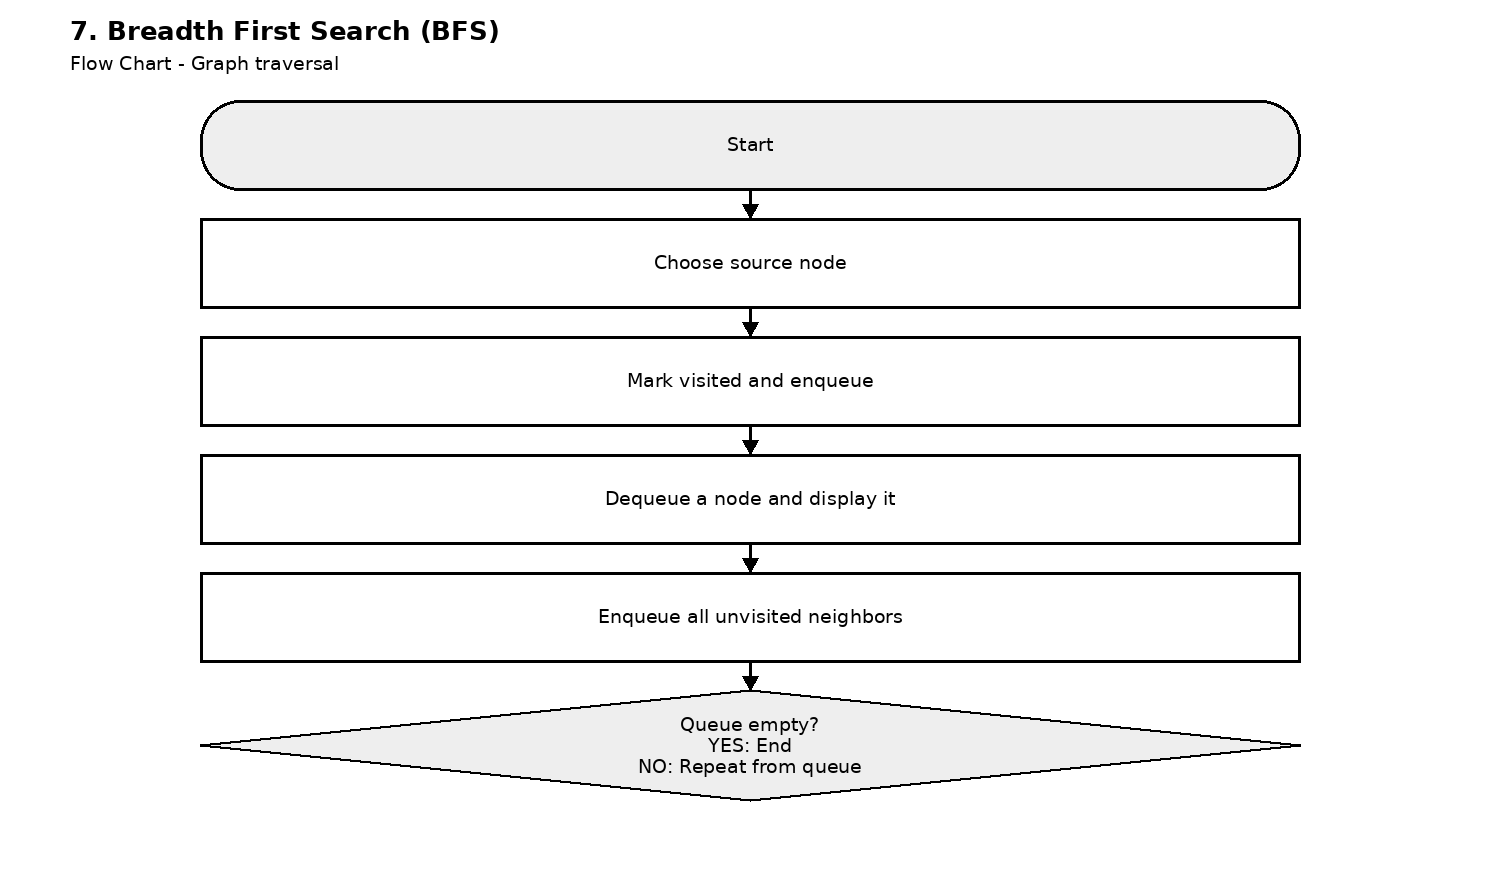 7. Breadth First Search (BFS)
Flow Chart - Graph traversal
Start
Choose source node
Mark visited and enqueue
Dequeue a node and display it
Enqueue all unvisited neighbors
Queue empty?
YES: End
NO: Repeat from queue